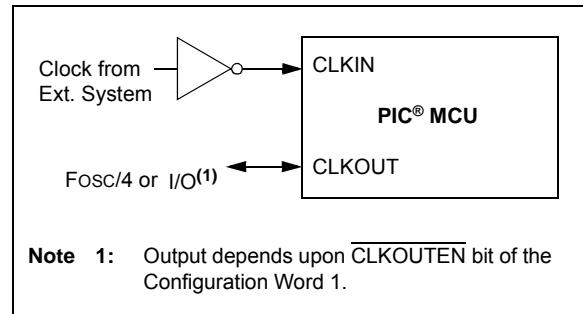 Clock from
Ext. System
CLKIN
PIC® MCU
FOSC/4 or I/O(1)
CLKOUT
Note 1: Output depends upon CLKOUTEN bit of the
Configuration Word 1.